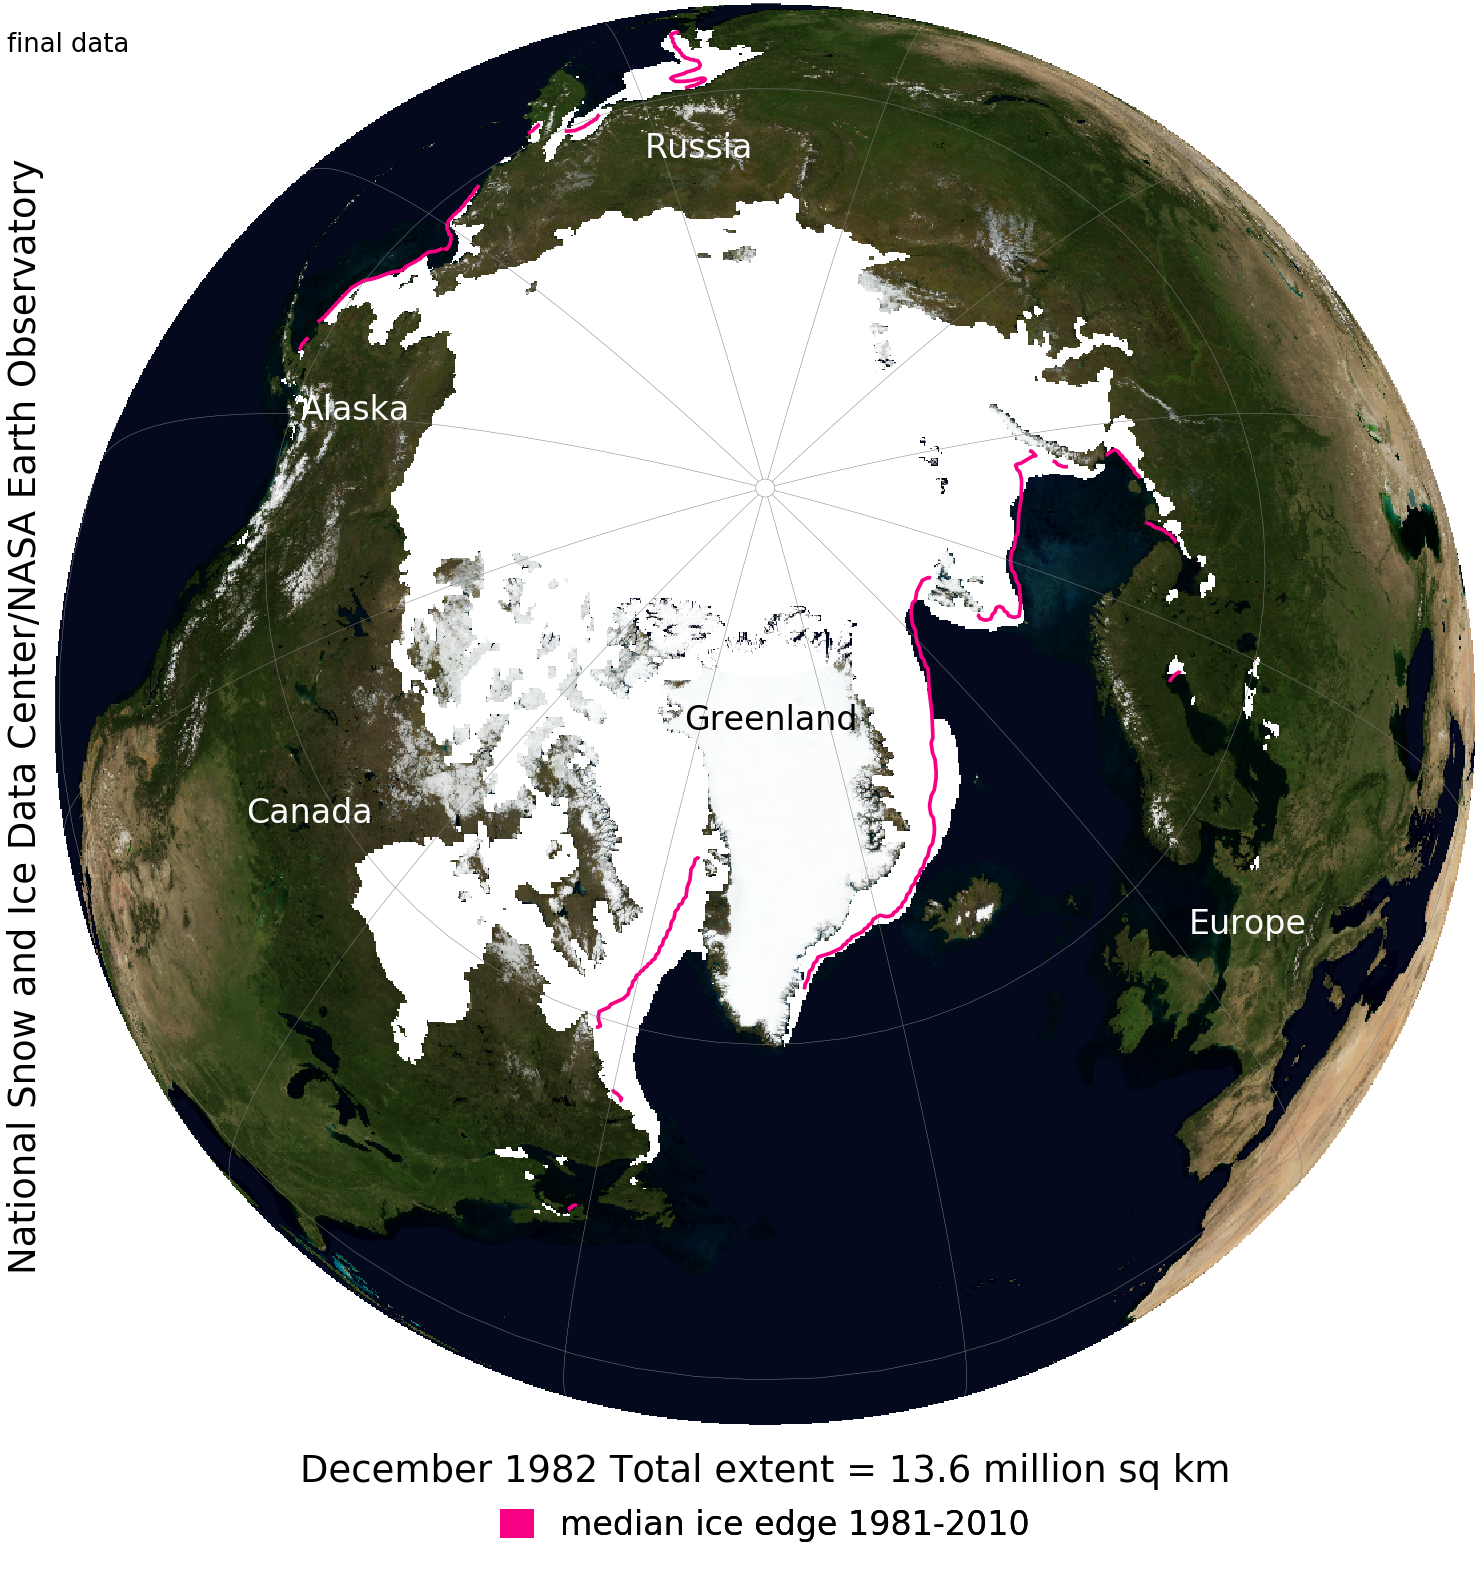 final data
National Snow and Ice Data Center/NASA Earth Observatory
Russia
Alaska
Greenland
Canada
Europe
December 1982 Total extent = 13.6 million sq km
median ice edge 1981-2010